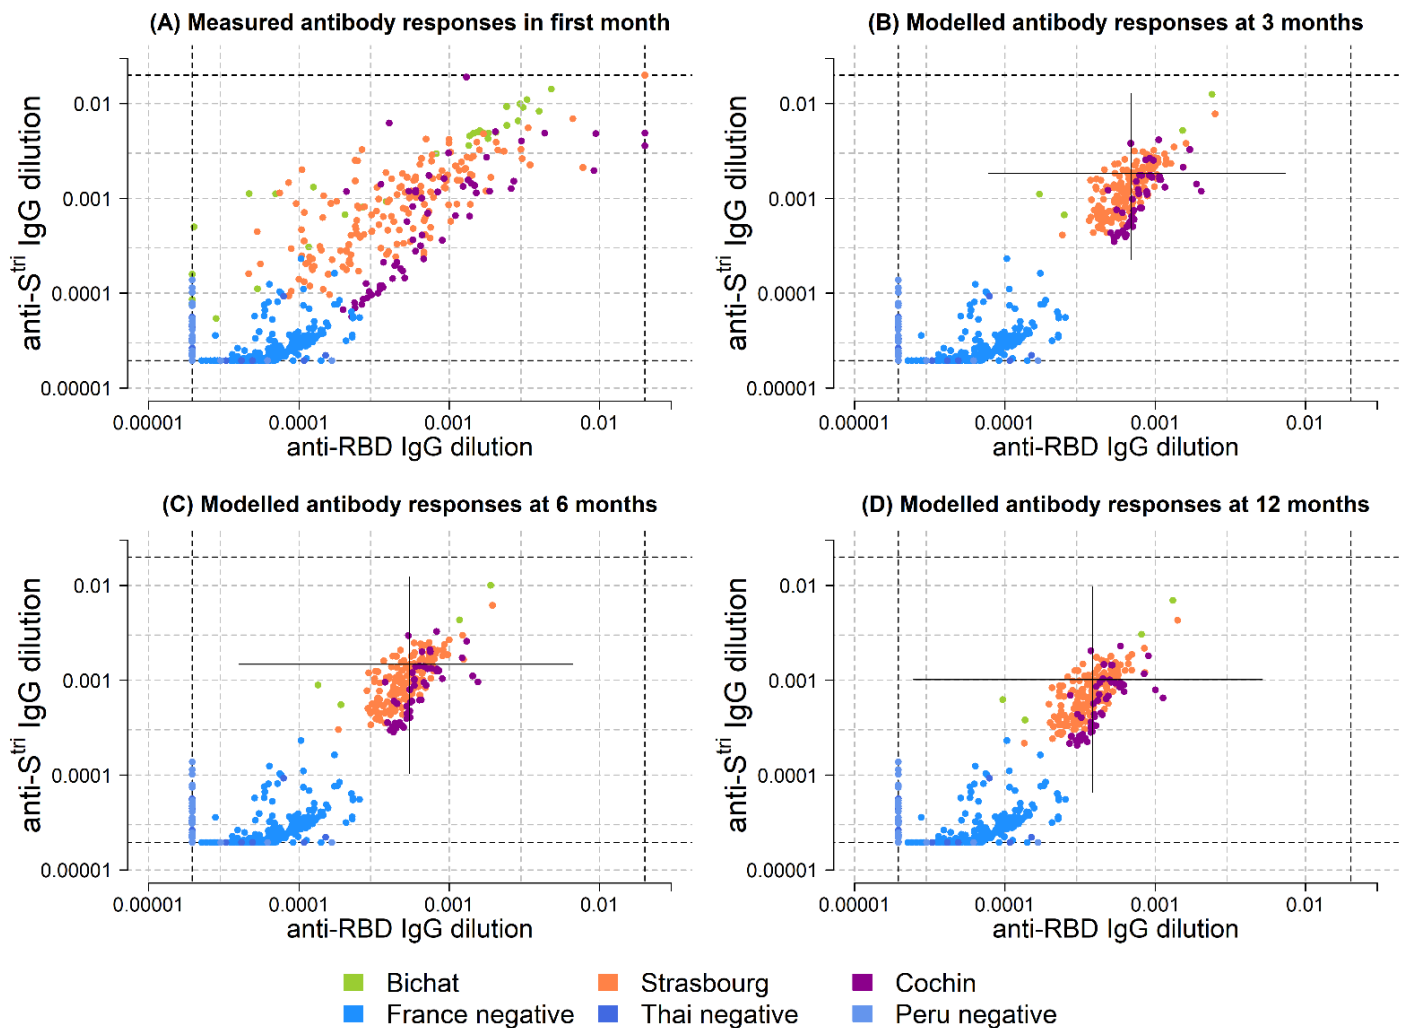 (A) Measured antibody responses in first month
(B) Modelled antibody responses at 3 months
anti-S^tri IgG dilution
0.01
0.001
0.0001
0.00001
0.00001 0.0001 0.001 0.01
anti-RBD IgG dilution
anti-S^tri IgG dilution
0.01
0.001
0.0001
0.00001
0.00001 0.0001 0.001 0.01
anti-RBD IgG dilution
(C) Modelled antibody responses at 6 months
(D) Modelled antibody responses at 12 months
anti-S^tri IgG dilution
0.01
0.001
0.0001
0.00001
0.00001 0.0001 0.001 0.01
anti-RBD IgG dilution
anti-S^tri IgG dilution
0.01
0.001
0.0001
0.00001
0.00001 0.0001 0.001 0.01
anti-RBD IgG dilution
Bichat Strasbourg Cochin
France negative Thai negative Peru negative